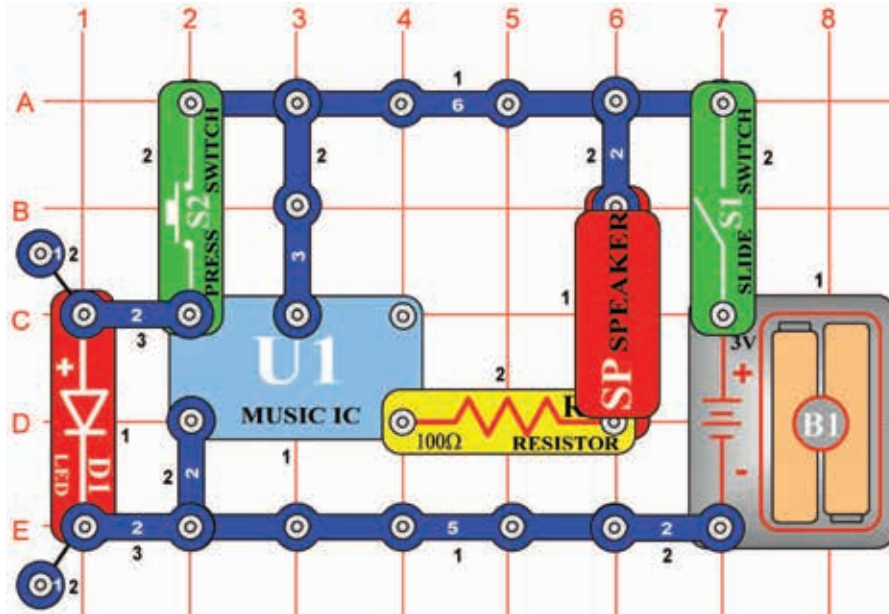 1 2 3 4 5 6 7 8
A
1
6
2
PRESS SWITCH
S2
2
2
2
S1
SLIDE SWITCH
2
B
3
1
2
SP SPEAKER
1
1
C
2
3
U1
MUSIC IC
3V
+
+
2
R
D
100Ω
RESISTOR
B1
-
D1
LED
1
1
2
2
E
2
3
5
1
2
2
1
2